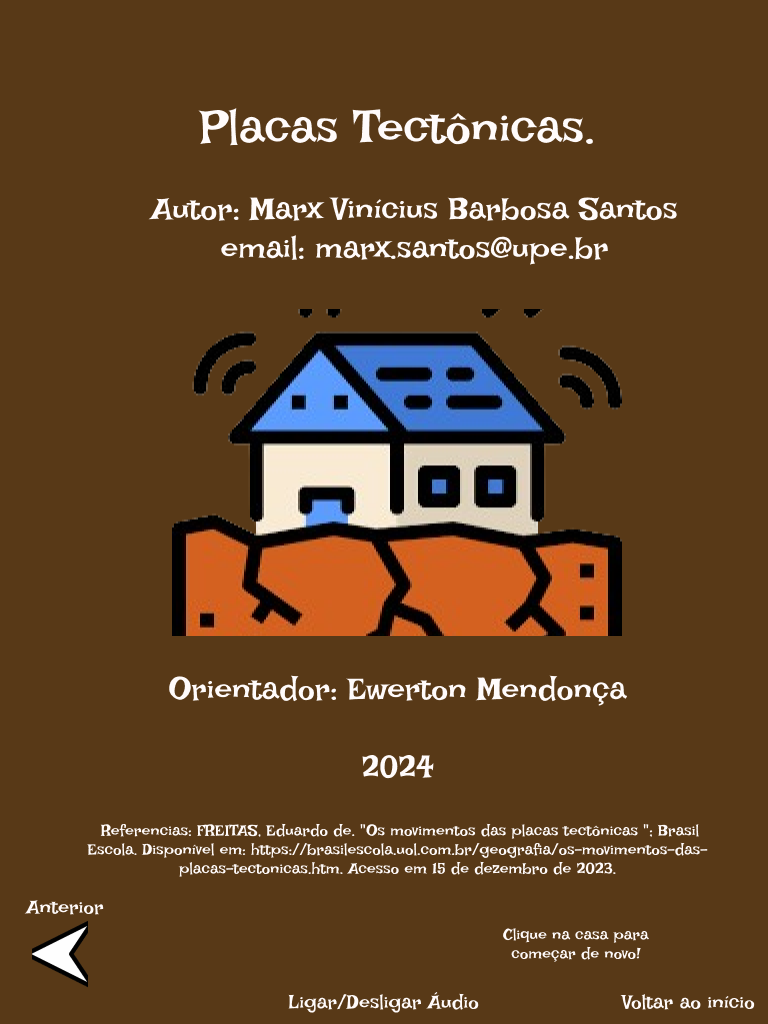 Placas Tectônicas.
Autor: Marx Vinícius Barbosa Santos
email: marx.santos@upe.br
Orientador: Ewerton Mendonça
2024
Referencias: FREITAS, Eduardo de. "Os movimentos das placas tectônicas "; Brasil
Escola. Disponível em: https://brasilescola.uol.com.br/geografia/os-movimentos-das-
placas-tectonicas.htm. Acesso em 15 de dezembro de 2023.
Anterior
Clique na casa para
começar de novo!
Ligar/Desligar Áudio
Voltar ao início